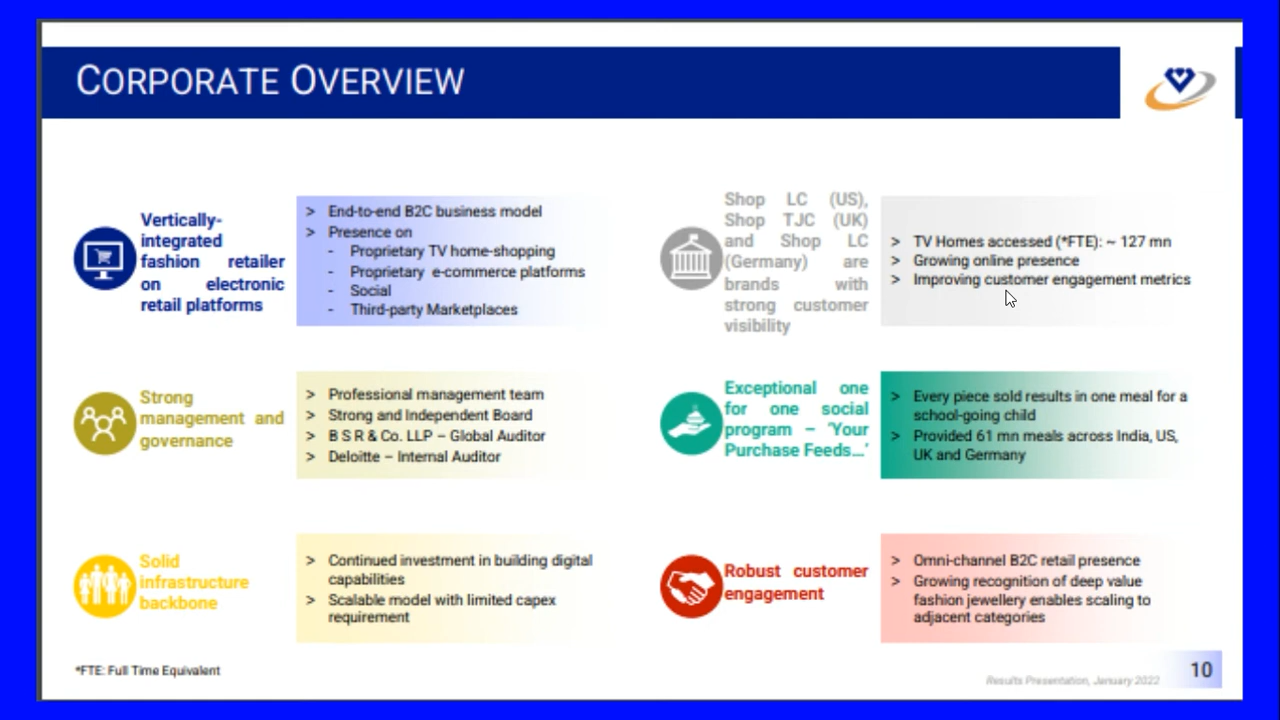 CORPORATE OVERVIEW
Vertically-
integrated
fashion retailer
on electronic
retail platforms
> End-to-end B2C business model
> Presence on
- Proprietary TV home-shopping
- Proprietary e-commerce platforms
- Social
- Third-party Marketplaces
Shop LC (US),
Shop TJC (UK)
and Shop LC
(Germany) are
brands with
strong customer
visibility
> TV Homes accessed (*FTE): ~ 127 mn
> Growing online presence
> Improving customer engagement metrics
Strong
management and
governance
> Professional management team
> Strong and Independent Board
> B S R & Co. LLP – Global Auditor
> Deloitte – Internal Auditor
Exceptional one
for one social
program – 'Your
Purchase Feeds...'
> Every piece sold results in one meal for a
school-going child
> Provided 61 mn meals across India, US,
UK and Germany
Solid
infrastructure
backbone
> Continued investment in building digital
capabilities
> Scalable model with limited capex
requirement
Robust customer
engagement
> Omni-channel B2C retail presence
> Growing recognition of deep value
fashion jewellery enables scaling to
adjacent categories
*FTE: Full Time Equivalent
Results Presentation, January 2022
10